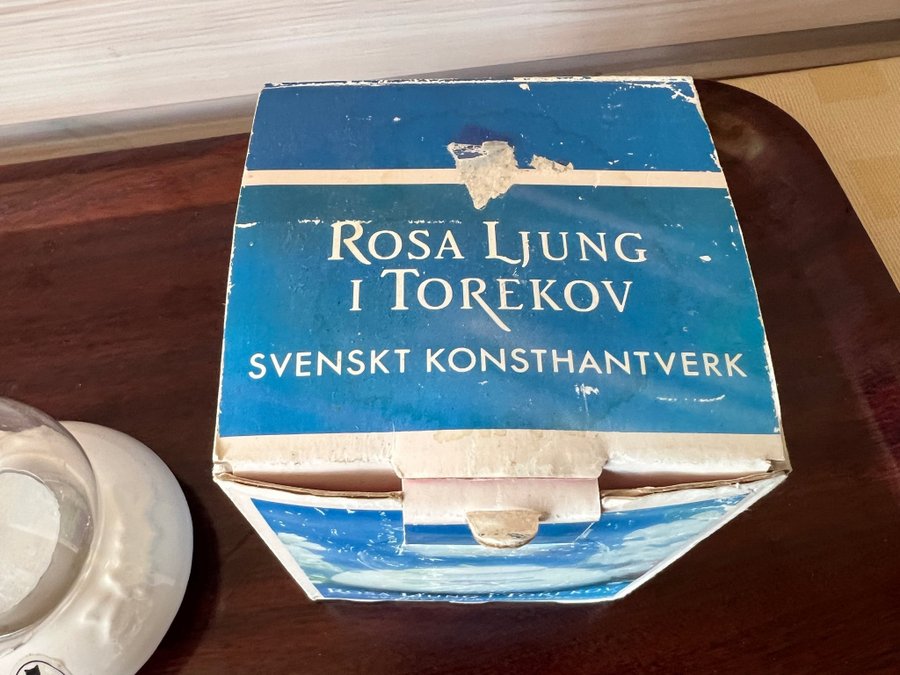 ROSA LJUNG
I TOREKOV
SVENSKT KONSTHANTVERK